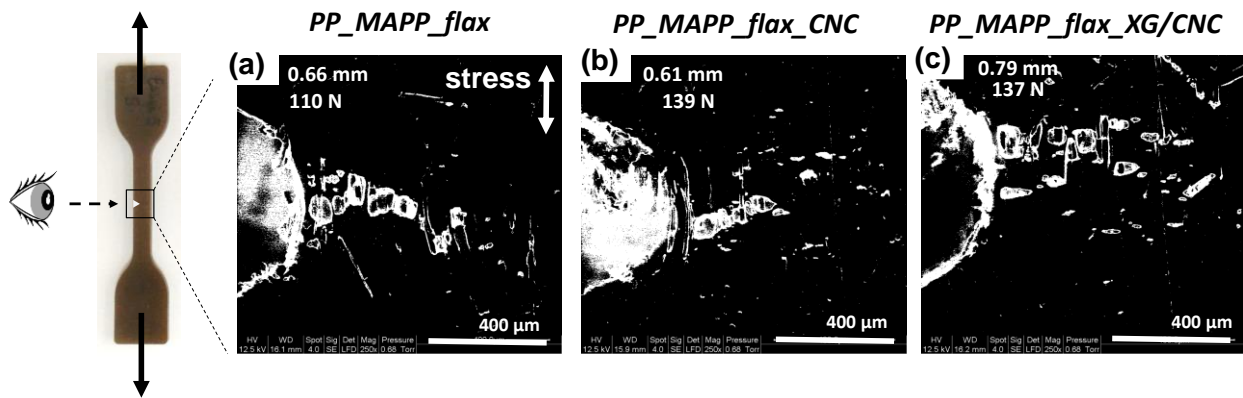 PP_MAPP_flax
PP_MAPP_flax_CNC
PP_MAPP_flax_XG/CNC
(a)
0.66 mm
110 N
stress
400 µm
HV WD Spot Sig Det Mag Pressure
12.5 kV 16.1 mm 4.0 SE LFD 250x 0.68 Torr
(b)
0.61 mm
139 N
400 µm
HV WD Spot Sig Det Mag Pressure
12.5 kV 15.9 mm 4.0 SE LFD 250x 0.68 Torr
(c)
0.79 mm
137 N
400 µm
HV WD Spot Sig Det Mag Pressure
12.5 kV 16.2 mm 4.0 SE LFD 250x 0.68 Torr